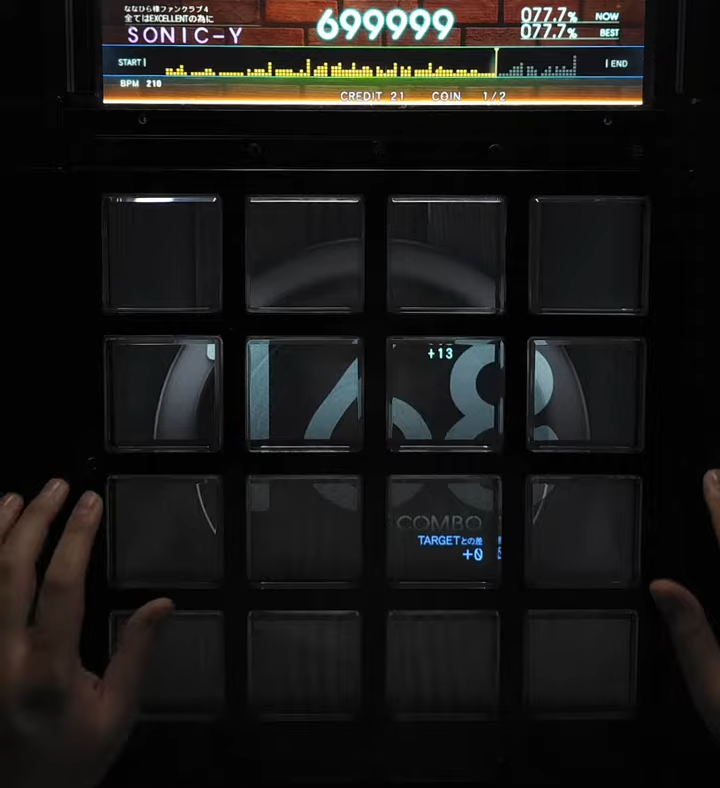 ななひら様ファンクラブ4
全てはEXCELLENTの為に
SONIC-Y
699999
077.7% NOW
077.7% BEST
START
END
BPM 210
CREDIT 21 COIN 1/2
+13
168
COMBO
TARGETとの差
+0